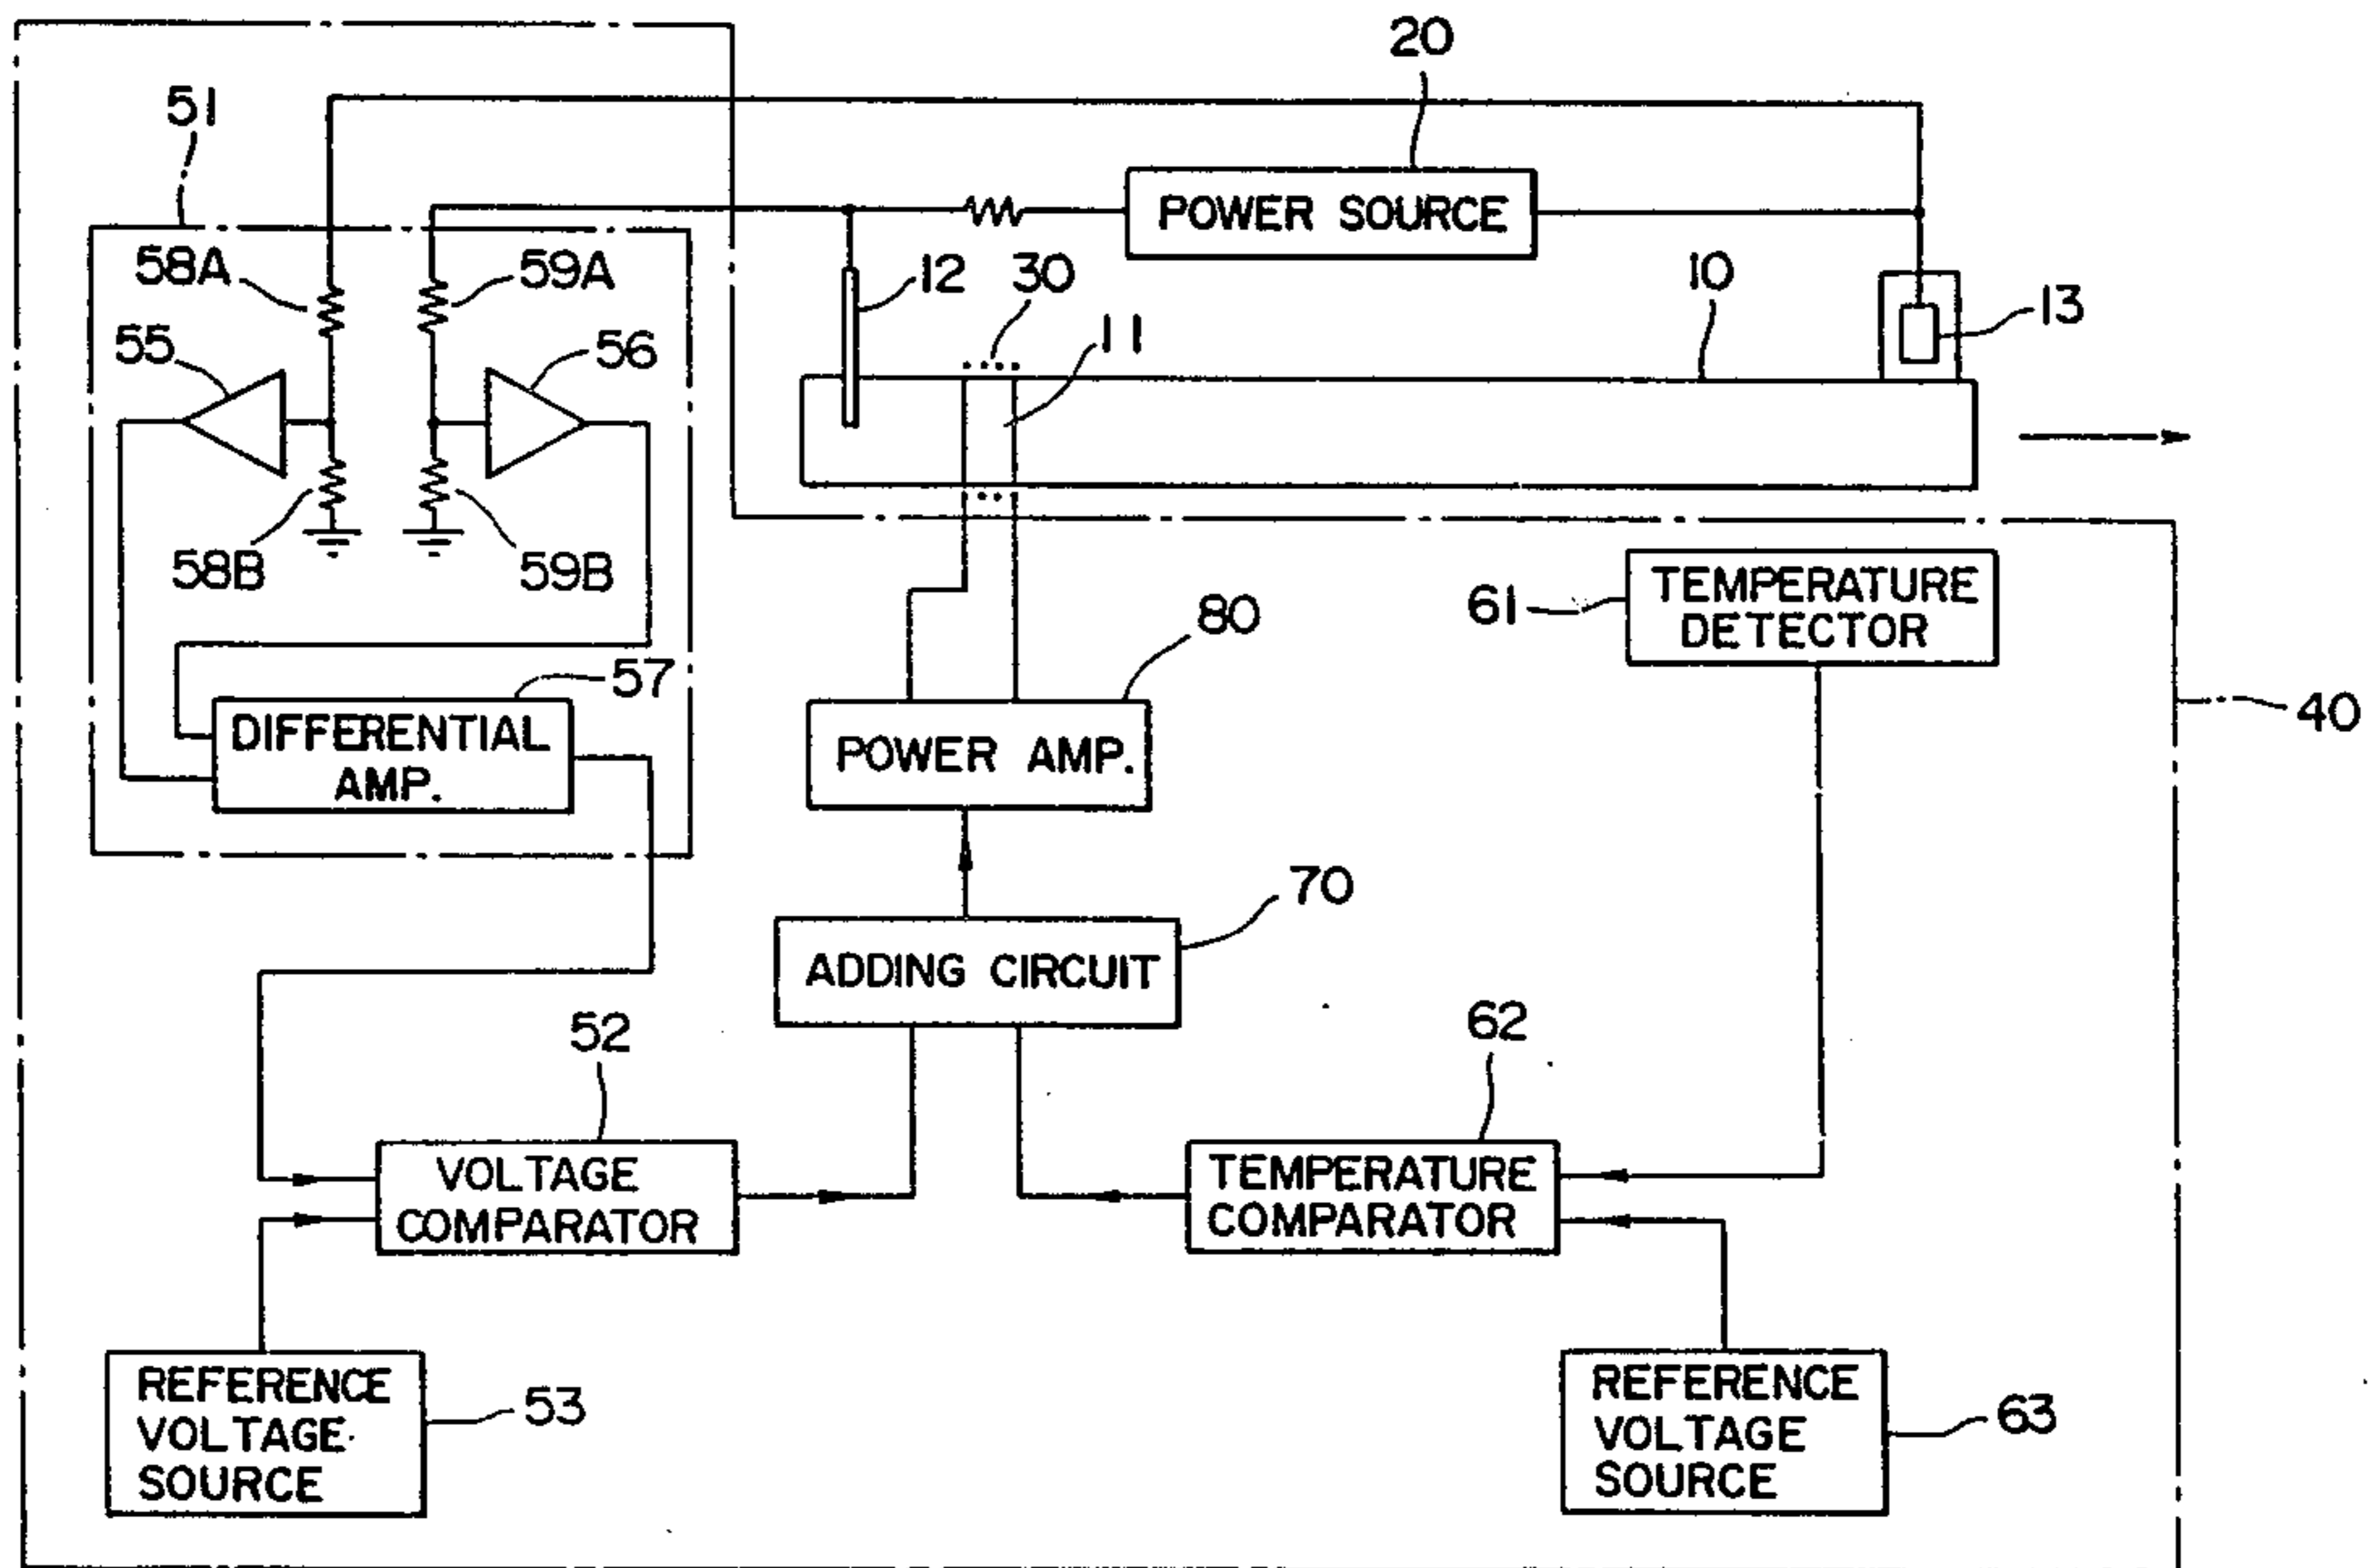 20
51
POWER SOURCE
58A
59A
12
30
10
13
55
56
11
58B
59B
TEMPERATURE
DETECTOR
61
80
57
40
DIFFERENTIAL
AMP.
POWER AMP.
70
ADDING CIRCUIT
52
62
VOLTAGE
COMPARATOR
TEMPERATURE
COMPARATOR
REFERENCE
VOLTAGE
SOURCE
53
REFERENCE
VOLTAGE
SOURCE
63